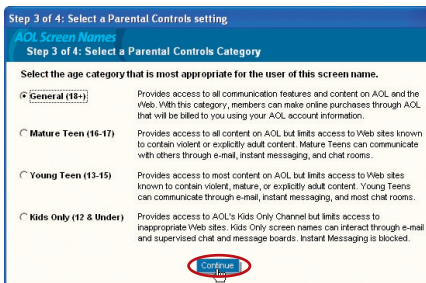 Step 3 of 4: Select a Parental Controls setting
AOL Screen Names
Step 3 of 4: Select a Parental Controls Category
Select the age category that is most appropriate for the user of this screen name.
General (18+)
Provides access to all communication features and content on AOL and the
Web. With this category, members can make online purchases through AOL
that will be billed to you using your AOL account information.
Mature Teen (16-17)
Provides access to all content on AOL but limits access to Web sites known
to contain violent or explicitly adult content. Mature Teens can communicate
with others through e-mail, instant messaging, and chat rooms.
Young Teen (13-15)
Provides access to most content on AOL but limits access to Web sites
known to contain violent, mature, or explicitly adult content. Young Teens
can communicate through e-mail, instant messaging, and most chat rooms.
Kids Only (12 & Under)
Provides access to AOL's Kids Only Channel but limits access to
inappropriate Web sites. Kids Only screen names can interact through e-mail
and supervised chat and message boards. Instant Messaging is blocked.
Continue